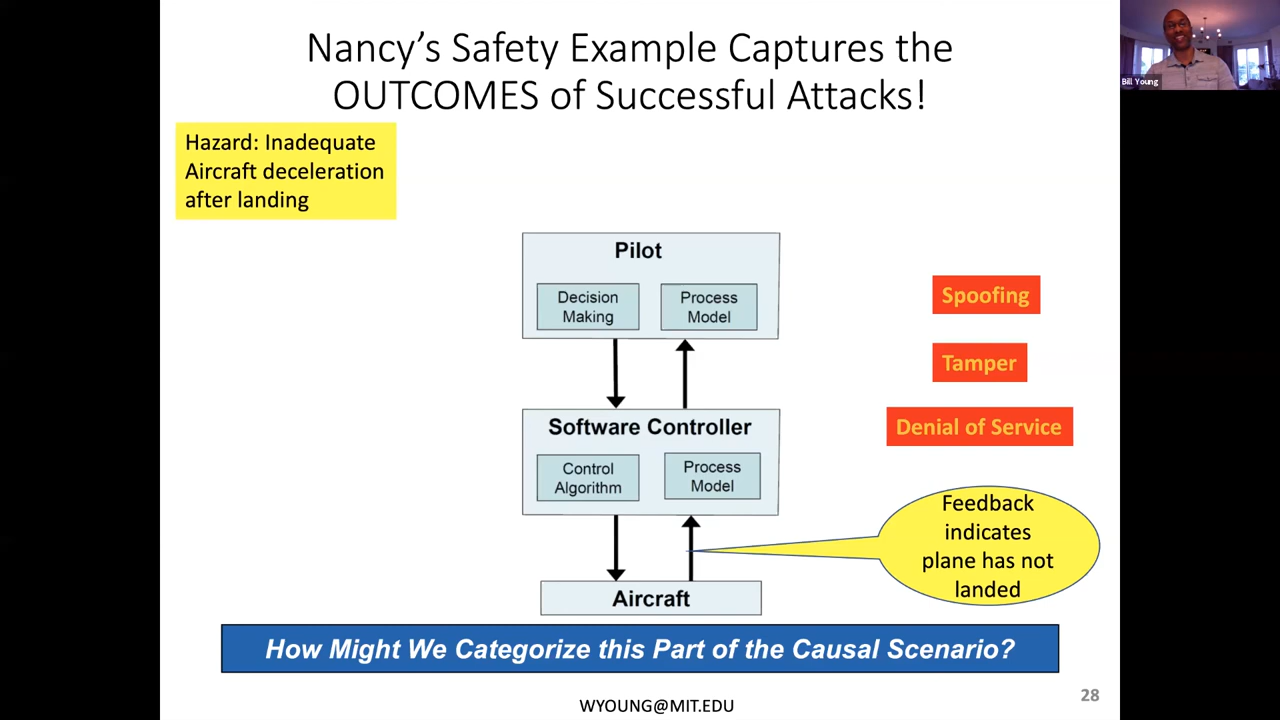 Nancy’s Safety Example Captures the
OUTCOMES of Successful Attacks!
Bill Young
Hazard: Inadequate
Aircraft deceleration
after landing
Pilot
Decision
Making
Process
Model
Spoofing
Tamper
Denial of Service
Software Controller
Control
Algorithm
Process
Model
Feedback
indicates
plane has not
landed
Aircraft
How Might We Categorize this Part of the Causal Scenario?
WYOUNG@MIT.EDU
28